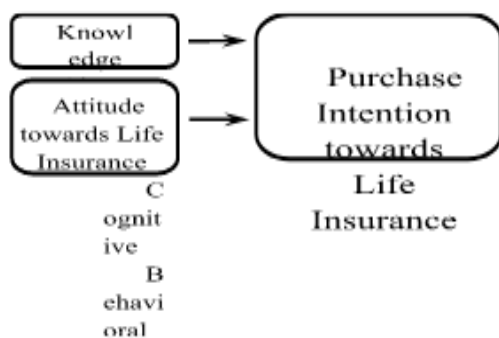 Knowl
edge
Attitude
towards Life
Insurance
C
ognit
ive
B
ehavi
oral
Purchase
Intention
towards
Life
Insurance